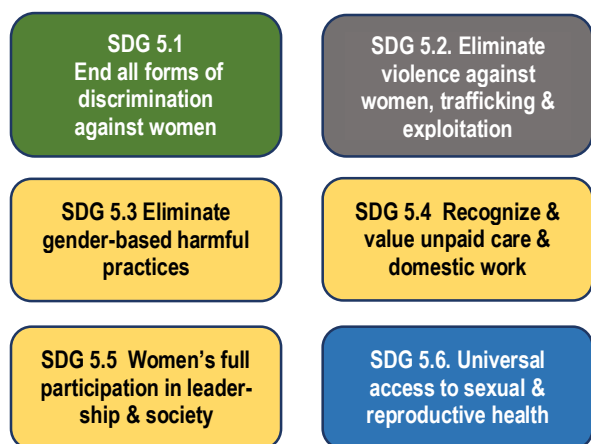 SDG 5.1
End all forms of
discrimination
against women
SDG 5.2. Eliminate
violence against
women, trafficking &
exploitation
SDG 5.3 Eliminate
gender-based harmful
practices
SDG 5.4  Recognize &
value unpaid care &
domestic work
SDG 5.5  Women’s full
participation in leader-
ship & society
SDG 5.6. Universal
access to sexual &
reproductive health